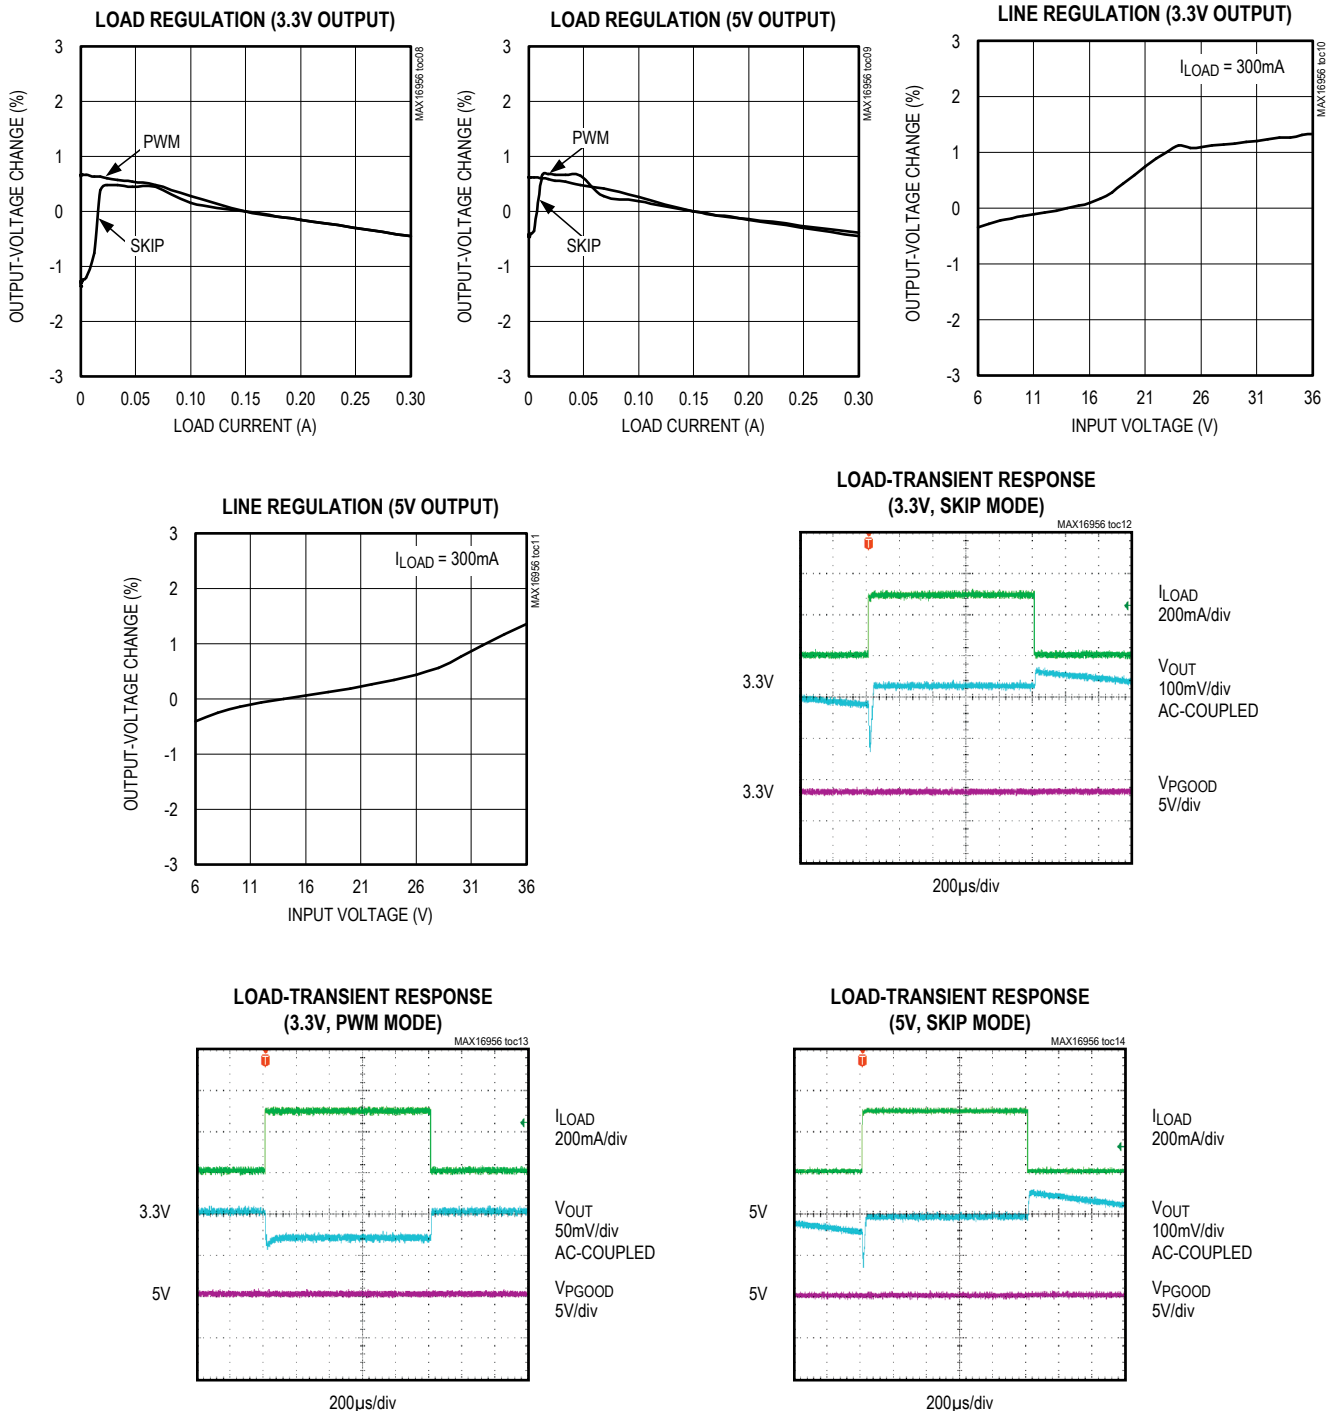 LOAD REGULATION (3.3V OUTPUT)
MAX16956 toc08
OUTPUT-VOLTAGE CHANGE (%)
3
2
1
0
-1
-2
-3
PWM
SKIP
0 0.05 0.10 0.15 0.20 0.25 0.30
LOAD CURRENT (A)
LOAD REGULATION (5V OUTPUT)
MAX16956 toc09
OUTPUT-VOLTAGE CHANGE (%)
3
2
1
0
-1
-2
-3
PWM
SKIP
0 0.05 0.10 0.15 0.20 0.25 0.30
LOAD CURRENT (A)
LINE REGULATION (3.3V OUTPUT)
MAX16956 toc10
OUTPUT-VOLTAGE CHANGE (%)
3
2
1
0
-1
-2
-3
ILOAD = 300mA
6 11 16 21 26 31 36
INPUT VOLTAGE (V)
LINE REGULATION (5V OUTPUT)
MAX16956 toc11
OUTPUT-VOLTAGE CHANGE (%)
3
2
1
0
-1
-2
-3
ILOAD = 300mA
6 11 16 21 26 31 36
INPUT VOLTAGE (V)
LOAD-TRANSIENT RESPONSE
(3.3V, SKIP MODE)
MAX16956 toc12
T
ILOAD
200mA/div
3.3V
VOUT
100mV/div
AC-COUPLED
3.3V
VPGOOD
5V/div
200µs/div
LOAD-TRANSIENT RESPONSE
(3.3V, PWM MODE)
MAX16956 toc13
T
ILOAD
200mA/div
3.3V
VOUT
50mV/div
AC-COUPLED
5V
VPGOOD
5V/div
200µs/div
LOAD-TRANSIENT RESPONSE
(5V, SKIP MODE)
MAX16956 toc14
T
ILOAD
200mA/div
5V
VOUT
100mV/div
AC-COUPLED
5V
VPGOOD
5V/div
200µs/div